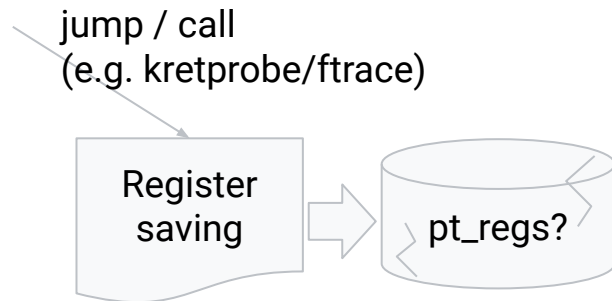 jump / call
(e.g. kretprobe/ftrace)
Register
saving
pt_regs?